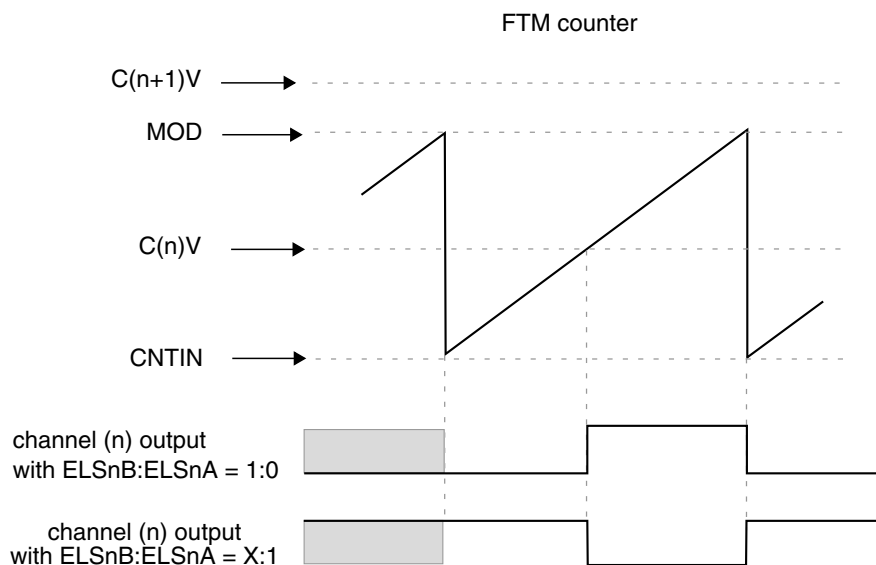 FTM counter
C(n+1)V
MOD
C(n)V
CNTIN
channel (n) output
with ELSnB:ELSnA = 1:0
channel (n) output
with ELSnB:ELSnA = X:1